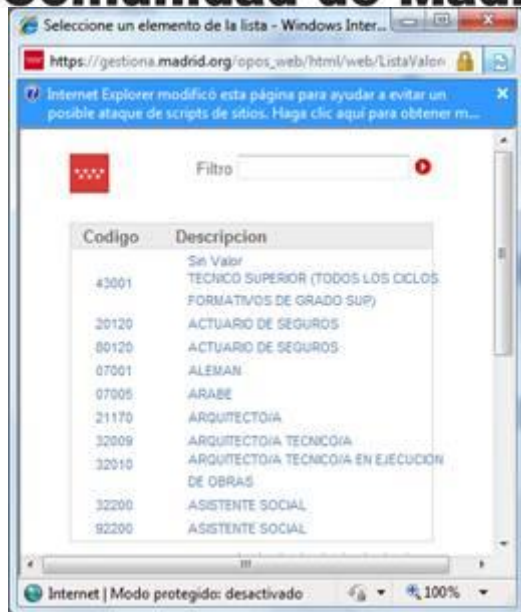 Comunidad de Madri
Seleccione un elemento de la lista - Windows Inter...
https://gestiona.madrid.org/opos_web/html/web/ListaValon
Internet Explorer modificó esta página para ayudar a evitar un
posible ataque de scripts de sitios. Haga clic aquí para obtener m...
Filtro
Codigo Descripcion
Sin Valor
43001 TECNICO SUPERIOR (TODOS LOS CICLOS
FORMATIVOS DE GRADO SUP)
20120 ACTUARIO DE SEGUROS
80120 ACTUARIO DE SEGUROS
07001 ALEMAN
07005 ARABE
21170 ARQUITECTO/A
32009 ARQUITECTO/A TECNICO/A
32010 ARQUITECTO/A TECNICO/A EN EJECUCION
DE OBRAS
32200 ASISTENTE SOCIAL
92200 ASISTENTE SOCIAL
Internet | Modo protegido: desactivado 100%